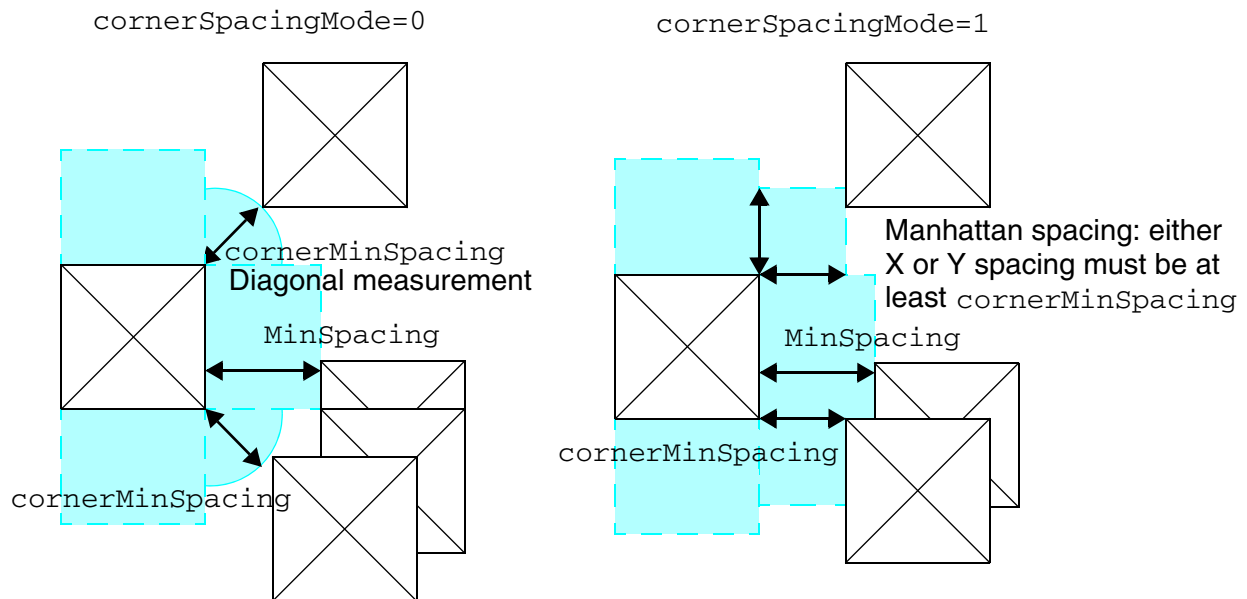 cornerSpacingMode=0
cornerMinSpacing
Diagonal measurement
MinSpacing
cornerMinSpacing
cornerSpacingMode=1
Manhattan spacing: either
X or Y spacing must be at
least cornerMinSpacing
MinSpacing
cornerMinSpacing